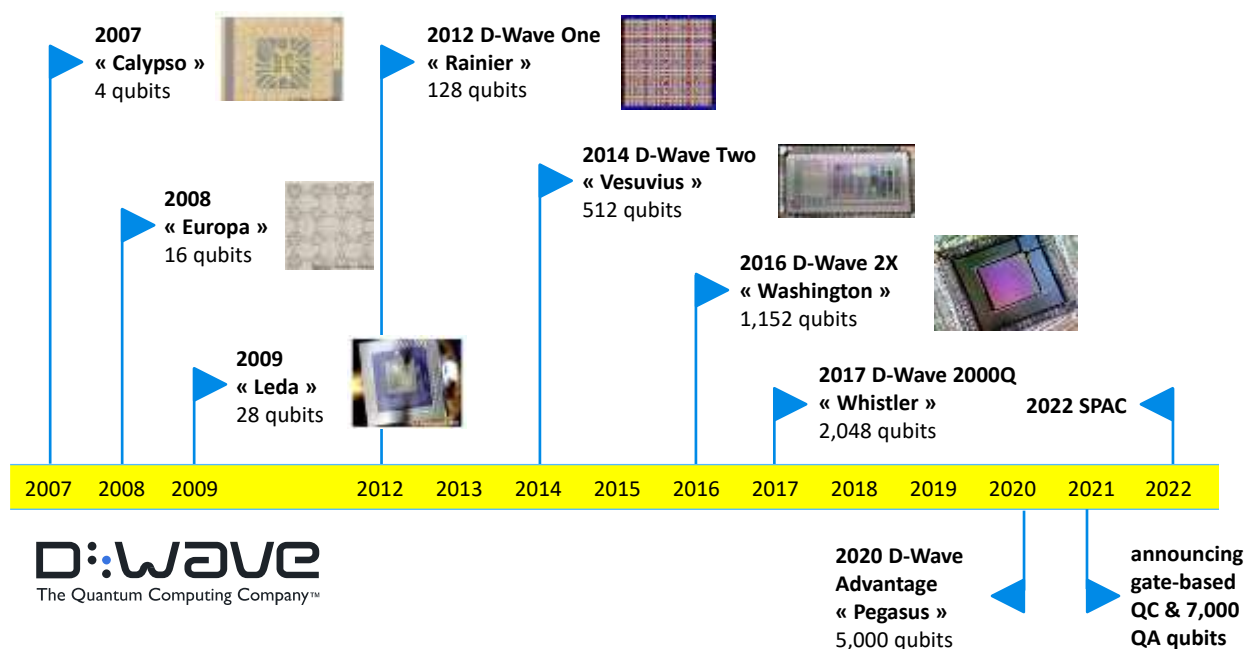 2007
« Calypso »
4 qubits
2012 D-Wave One
« Rainier »
128 qubits
2014 D-Wave Two
« Vesuvius »
512 qubits
2008
« Europa »
16 qubits
2016 D-Wave 2X
« Washington »
1,152 qubits
2009
« Leda »
28 qubits
2017 D-Wave 2000Q
« Whistler »
2,048 qubits
2022 SPAC
2007 2008 2009 2012 2013 2014 2015 2016 2017 2018 2019 2020 2021 2022
D:Wave
The Quantum Computing Company™
2020 D-Wave
Advantage
« Pegasus »
5,000 qubits
announcing
gate-based
QC & 7,000
QA qubits